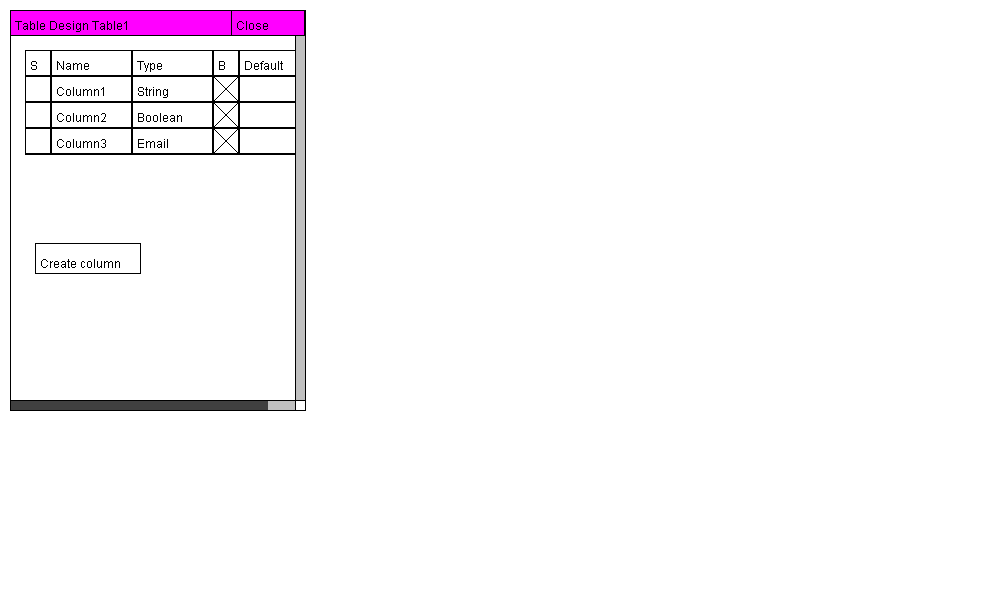 Table Design Table1 Close
S Name Type B Default
Column1 String
Column2 Boolean
Column3 Email
Create column